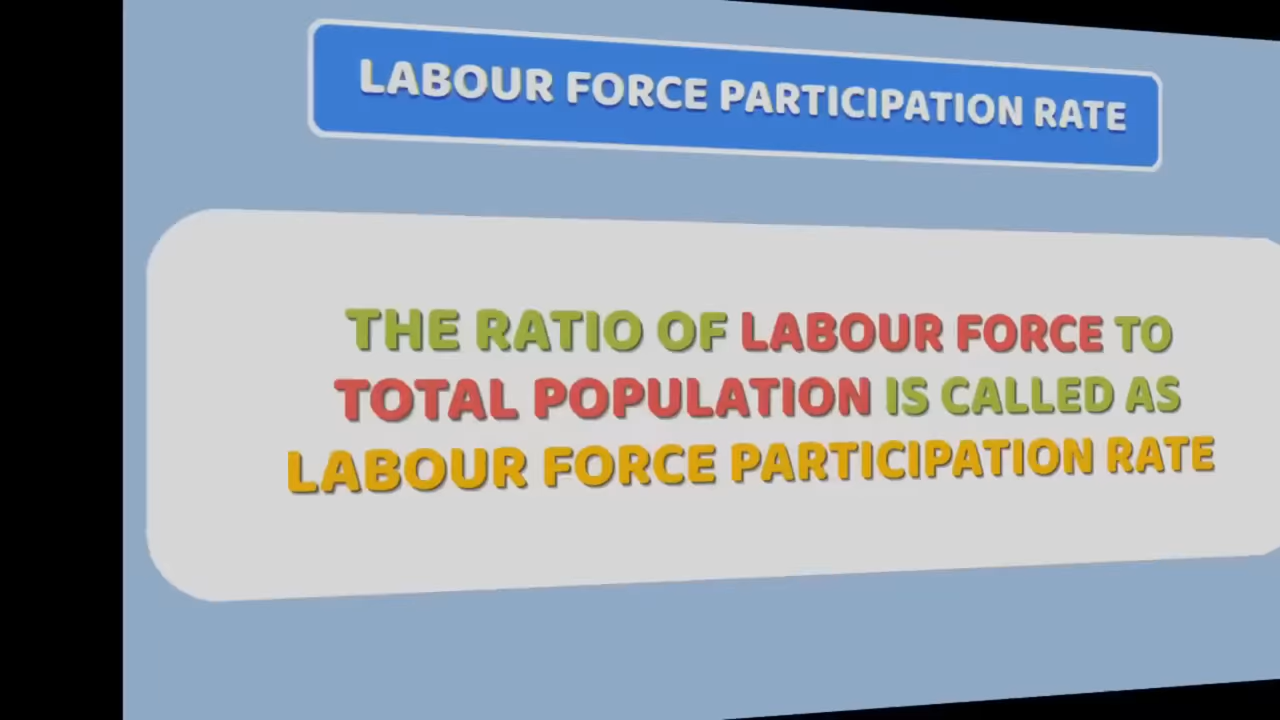 LABOUR FORCE PARTICIPATION RATE
THE RATIO OF LABOUR FORCE TO
TOTAL POPULATION IS CALLED AS
LABOUR FORCE PARTICIPATION RATE